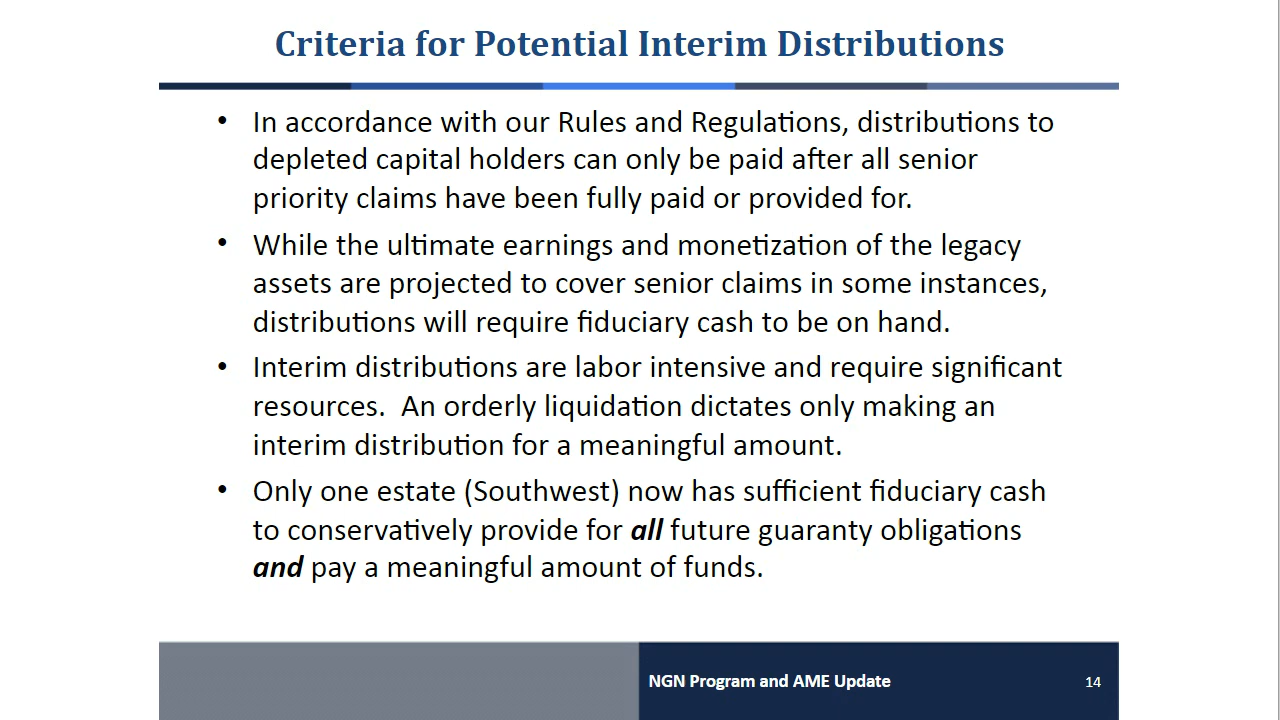 Criteria for Potential Interim Distributions
• In accordance with our Rules and Regulations, distributions to
depleted capital holders can only be paid after all senior
priority claims have been fully paid or provided for.
• While the ultimate earnings and monetization of the legacy
assets are projected to cover senior claims in some instances,
distributions will require fiduciary cash to be on hand.
• Interim distributions are labor intensive and require significant
resources.  An orderly liquidation dictates only making an
interim distribution for a meaningful amount.
• Only one estate (Southwest) now has sufficient fiduciary cash
to conservatively provide for all future guaranty obligations
and pay a meaningful amount of funds.
NGN Program and AME Update
14